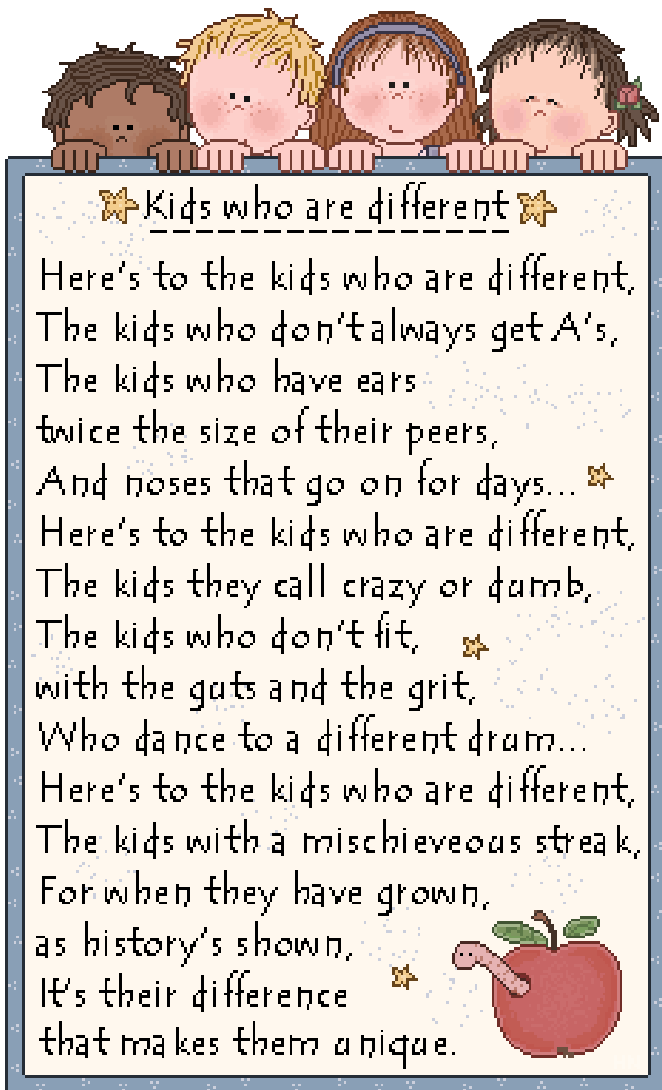 Kids who are different
Here's to the kids who are different,
The kids who don't always get A's,
The kids who have ears
twice the size of their peers,
And noses that go on for days...
Here's to the kids who are different,
The kids they call crazy or dumb,
The kids who don't fit,
with the guts and the grit,
Who dance to a different drum...
Here's to the kids who are different,
The kids with a mischieveous streak,
For when they have grown,
as history's shown,
It's their difference
that makes them unique.